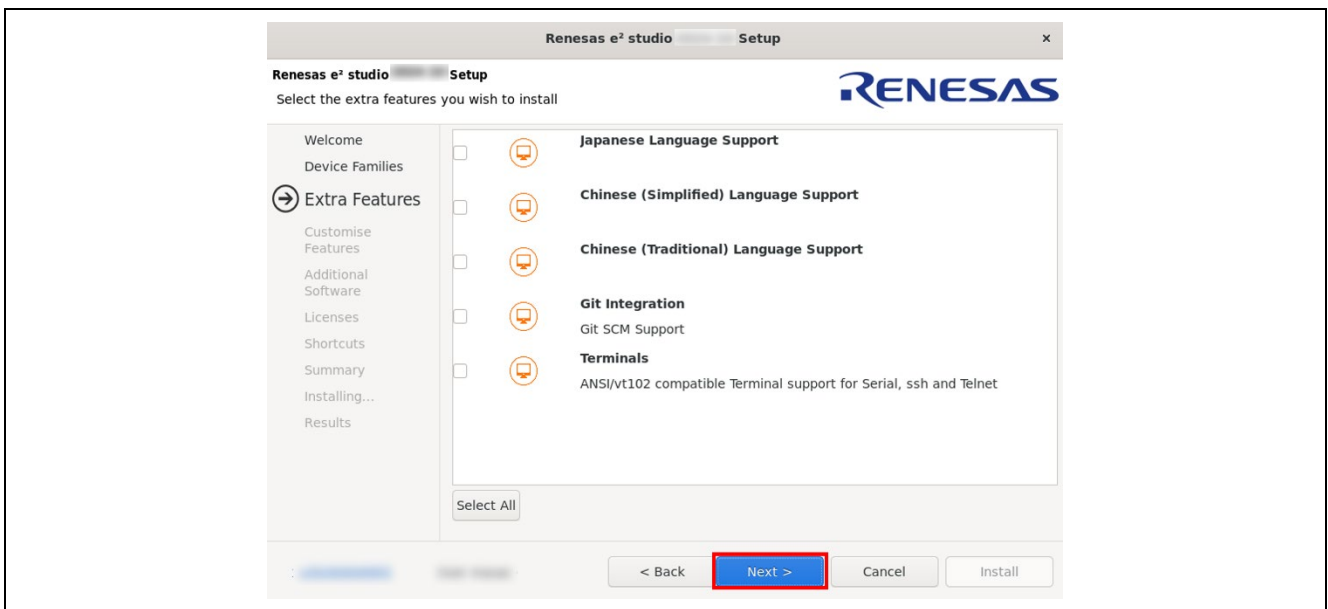 Renesas e² studio Setup
×
Renesas e² studio Setup
Select the extra features you wish to install
RENESAS
Welcome
Device Families
Extra Features
Customise
Features
Additional
Software
Licenses
Shortcuts
Summary
Installing...
Results
Japanese Language Support
Chinese (Simplified) Language Support
Chinese (Traditional) Language Support
Git Integration
Git SCM Support
Terminals
ANSI/vt102 compatible Terminal support for Serial, ssh and Telnet
Select All
< Back Next > Cancel Install